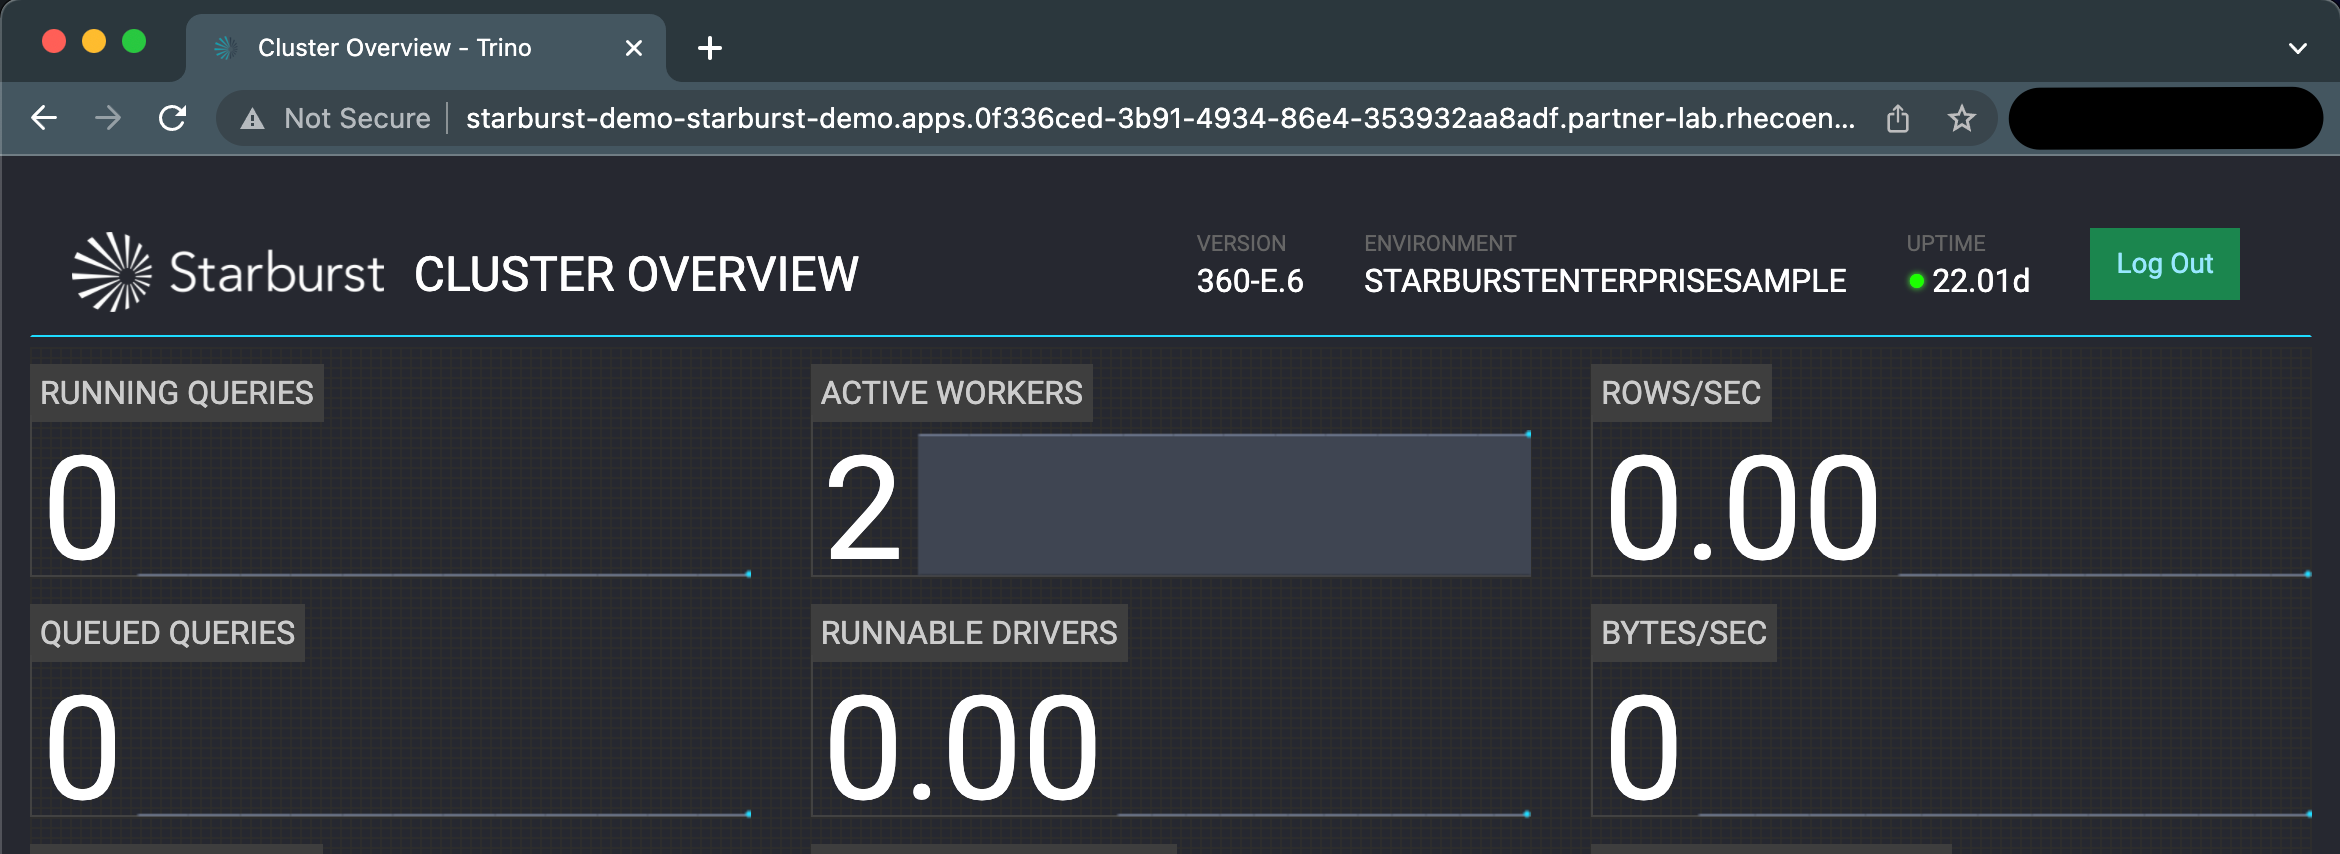 Cluster Overview - Trino
Not Secure
starburst-demo-starburst-demo.apps.0f336ced-3b91-4934-86e4-353932aa8adf.partner-lab.rhecoen...
Starburst CLUSTER OVERVIEW
VERSION
360-E.6
ENVIRONMENT
STARBURSTENTERPRISESAMPLE
UPTIME
22.01d
Log Out
RUNNING QUERIES
0
ACTIVE WORKERS
2
ROWS/SEC
0.00
QUEUED QUERIES
0
RUNNABLE DRIVERS
0.00
BYTES/SEC
0